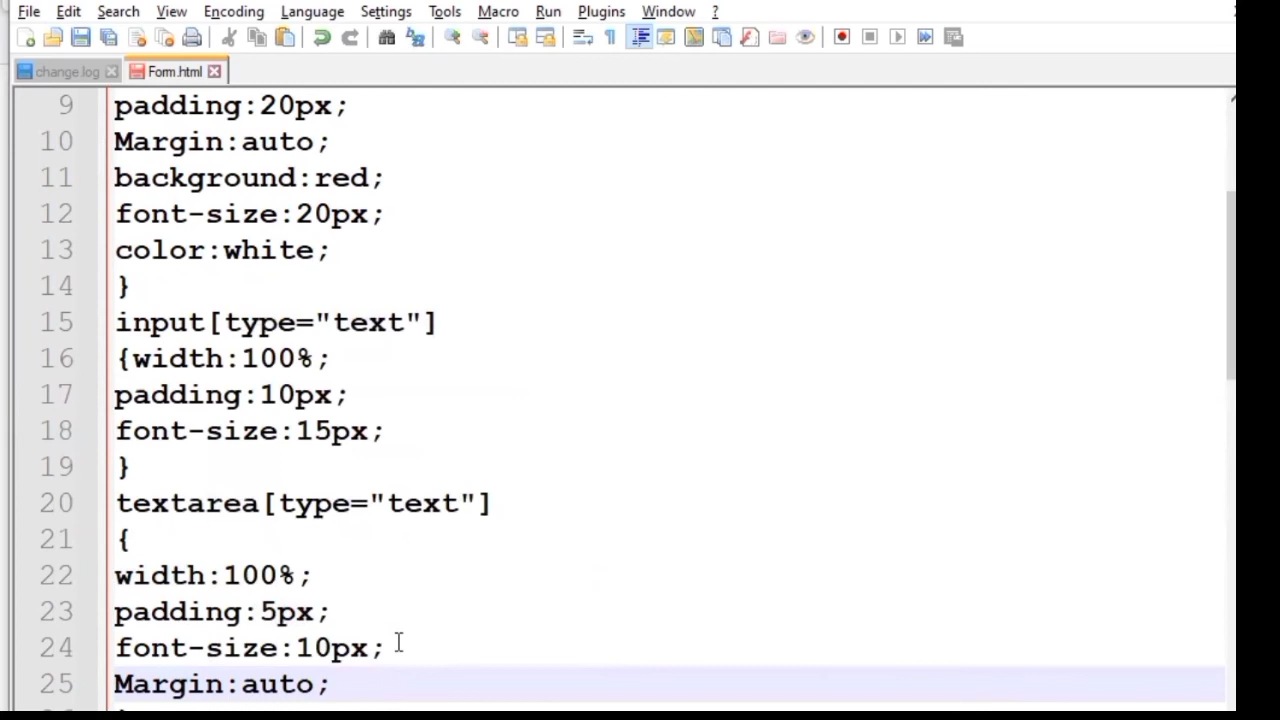 File Edit Search View Encoding Language Settings Tools Macro Run Plugins Window ?
change.log Form.html
9 padding:20px;
10 Margin:auto;
11 background:red;
12 font-size:20px;
13 color:white;
14 }
15 input[type="text"]
16 {width:100%;
17 padding:10px;
18 font-size:15px;
19 }
20 textarea[type="text"]
21 {
22 width:100%;
23 padding:5px;
24 font-size:10px;
25 Margin:auto;